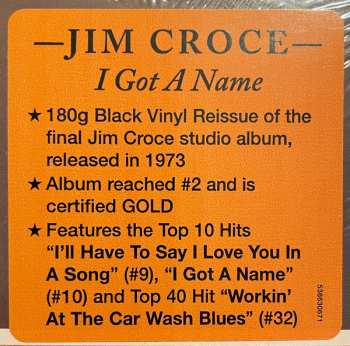 —JIM CROCE—
I Got A Name
★ 180g Black Vinyl Reissue of the
final Jim Croce studio album,
released in 1973
★ Album reached #2 and is
certified GOLD
★ Features the Top 10 Hits
“I’ll Have To Say I Love You In
A Song” (#9), “I Got A Name”
(#10) and Top 40 Hit “Workin’
At The Car Wash Blues” (#32)
538630671